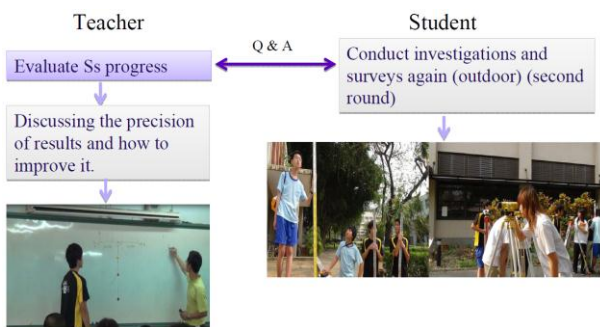 Teacher
Student
Q & A
Evaluate Ss progress
Conduct investigations and
surveys again (outdoor) (second
round)
Discussing the precision
of results and how to
improve it.